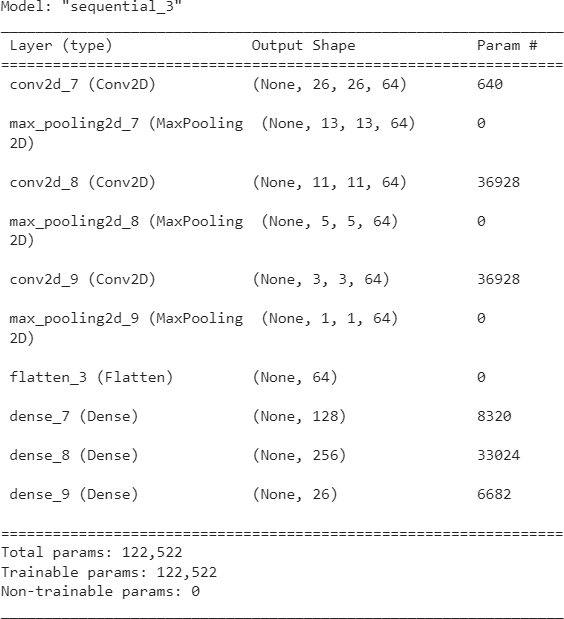 Model: "sequential_3"
Layer (type) Output Shape Param #
conv2d_7 (Conv2D) (None, 26, 26, 64) 640
max_pooling2d_7 (MaxPooling (None, 13, 13, 64) 0
2D)
conv2d_8 (Conv2D) (None, 11, 11, 64) 36928
max_pooling2d_8 (MaxPooling (None, 5, 5, 64) 0
2D)
conv2d_9 (Conv2D) (None, 3, 3, 64) 36928
max_pooling2d_9 (MaxPooling (None, 1, 1, 64) 0
2D)
flatten_3 (Flatten) (None, 64) 0
dense_7 (Dense) (None, 128) 8320
dense_8 (Dense) (None, 256) 33024
dense_9 (Dense) (None, 26) 6682
Total params: 122,522
Trainable params: 122,522
Non-trainable params: 0